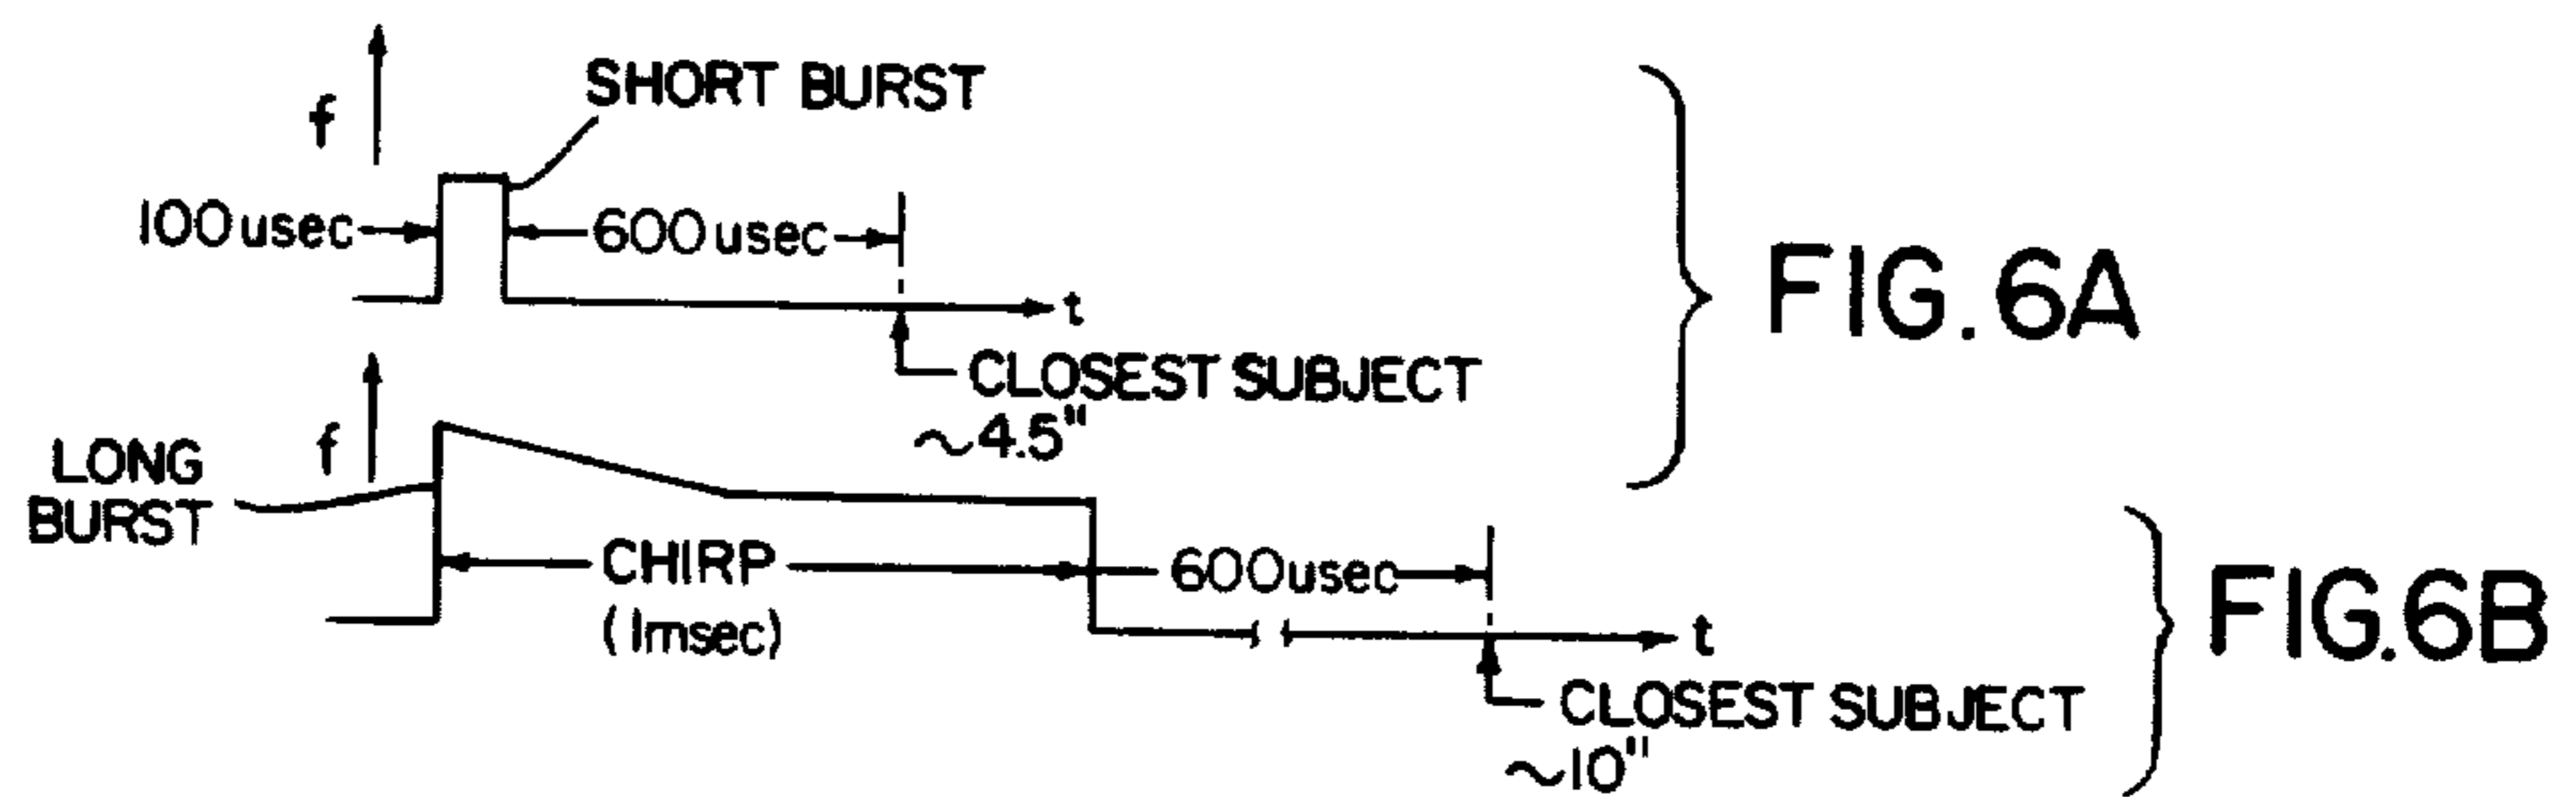 f
SHORT BURST
100usec
600usec
t
CLOSEST SUBJECT
~4.5"
FIG.6A
LONG
BURST
f
CHIRP
(1msec)
600usec
t
CLOSEST SUBJECT
~10"
FIG.6B